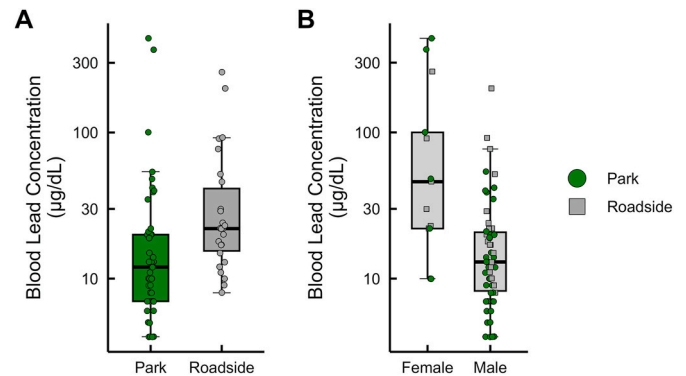 A
Blood Lead Concentration
(µg/dL)
300
100
30
10
Park
Roadside
B
Blood Lead Concentration
(µg/dL)
300
100
30
10
Female
Male
Park
Roadside